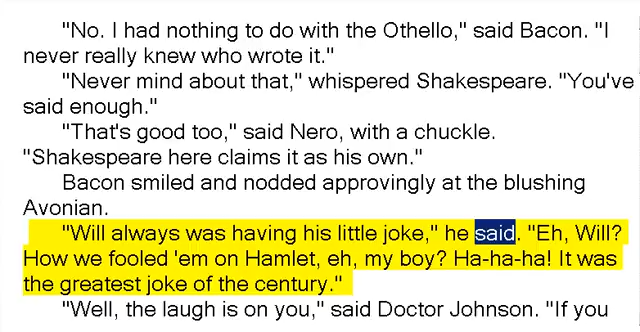 "No. I had nothing to do with the Othello," said Bacon. "I
never really knew who wrote it."
"Never mind about that," whispered Shakespeare. "You've
said enough."
"That's good too," said Nero, with a chuckle.
"Shakespeare here claims it as his own."
Bacon smiled and nodded approvingly at the blushing
Avonian.
"Will always was having his little joke," he said. "Eh, Will?
How we fooled 'em on Hamlet, eh, my boy? Ha-ha-ha! It was
the greatest joke of the century."
"Well, the laugh is on you," said Doctor Johnson. "If you